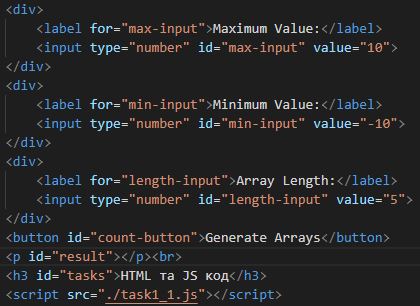 <div>
<label for="max-input">Maximum Value:</label>
<input type="number" id="max-input" value="10">
</div>
<div>
<label for="min-input">Minimum Value:</label>
<input type="number" id="min-input" value="-10">
</div>
<div>
<label for="length-input">Array Length:</label>
<input type="number" id="length-input" value="5">
</div>
<button id="count-button">Generate Arrays</button>
<p id="result"></p><br>
<h3 id="tasks">HTML та JS код</h3>
<script src="./task1_1.js"></script>